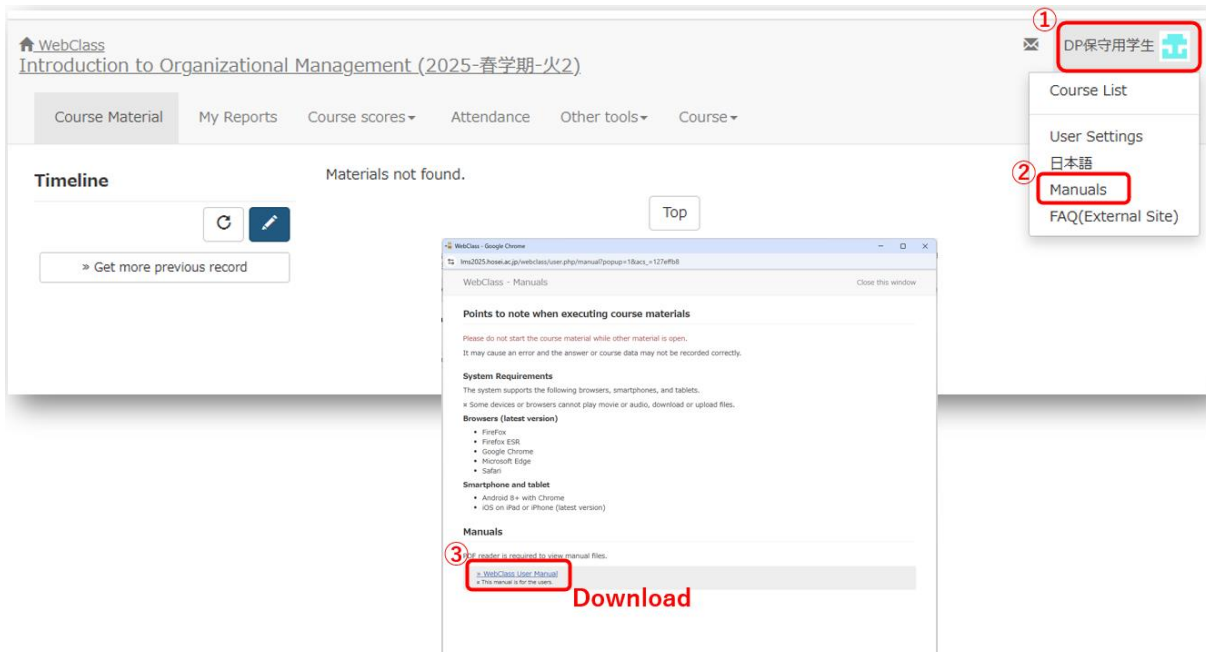 ①
WebClass
DP保守用学生
Introduction to Organizational Management (2025-春学期-火2)
Course List
Course Material My Reports Course scores Attendance Other tools Course
User Settings
日本語
②
Manuals
FAQ(External Site)
Timeline
Materials not found.
Top
» Get more previous record
WebClass - Google Chrome
lms2025.hosei.ac.jp/webclass/user.php/manual?popup=1&acs_=127effb8
WebClass - Manuals Close this window
Points to note when executing course materials
Please do not start the course material while other material is open.
It may cause an error and the answer or course data may not be recorded correctly.
System Requirements
The system supports the following browsers, smartphones, and tablets.
※ Some devices or browsers cannot play movie or audio, download or upload files.
Browsers (latest version)
• FireFox
• Firefox ESR
• Google Chrome
• Microsoft Edge
• Safari
Smartphone and tablet
• Android 8+ with Chrome
• iOS on iPad or iPhone (latest version)
Manuals
③
PDF reader is required to view manual files.
» WebClass User Manual
※ This manual is for the users.
Download